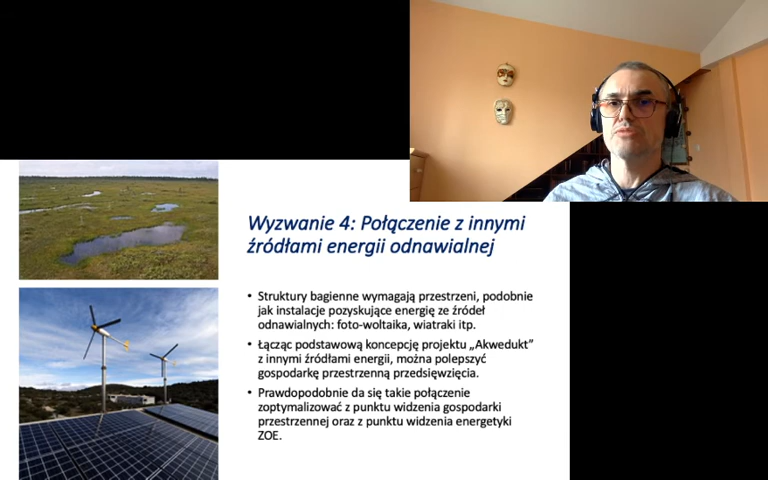 Wyzwanie 4: Połączenie z innymi
źródłami energii odnawialnej
• Struktury bagienne wymagają przestrzeni, podobnie
jak instalacje pozyskujące energię ze źródeł
odnawialnych: foto-woltaika, wiatraki itp.
• Łącząc podstawową koncepcję projektu „Akwedukt”
z innymi źródłami energii, można polepszyć
gospodarkę przestrzenną przedsięwzięcia.
• Prawdopodobnie da się takie połączenie
zoptymalizować z punktu widzenia gospodarki
przestrzennej oraz z punktu widzenia energetyki
ZOE.